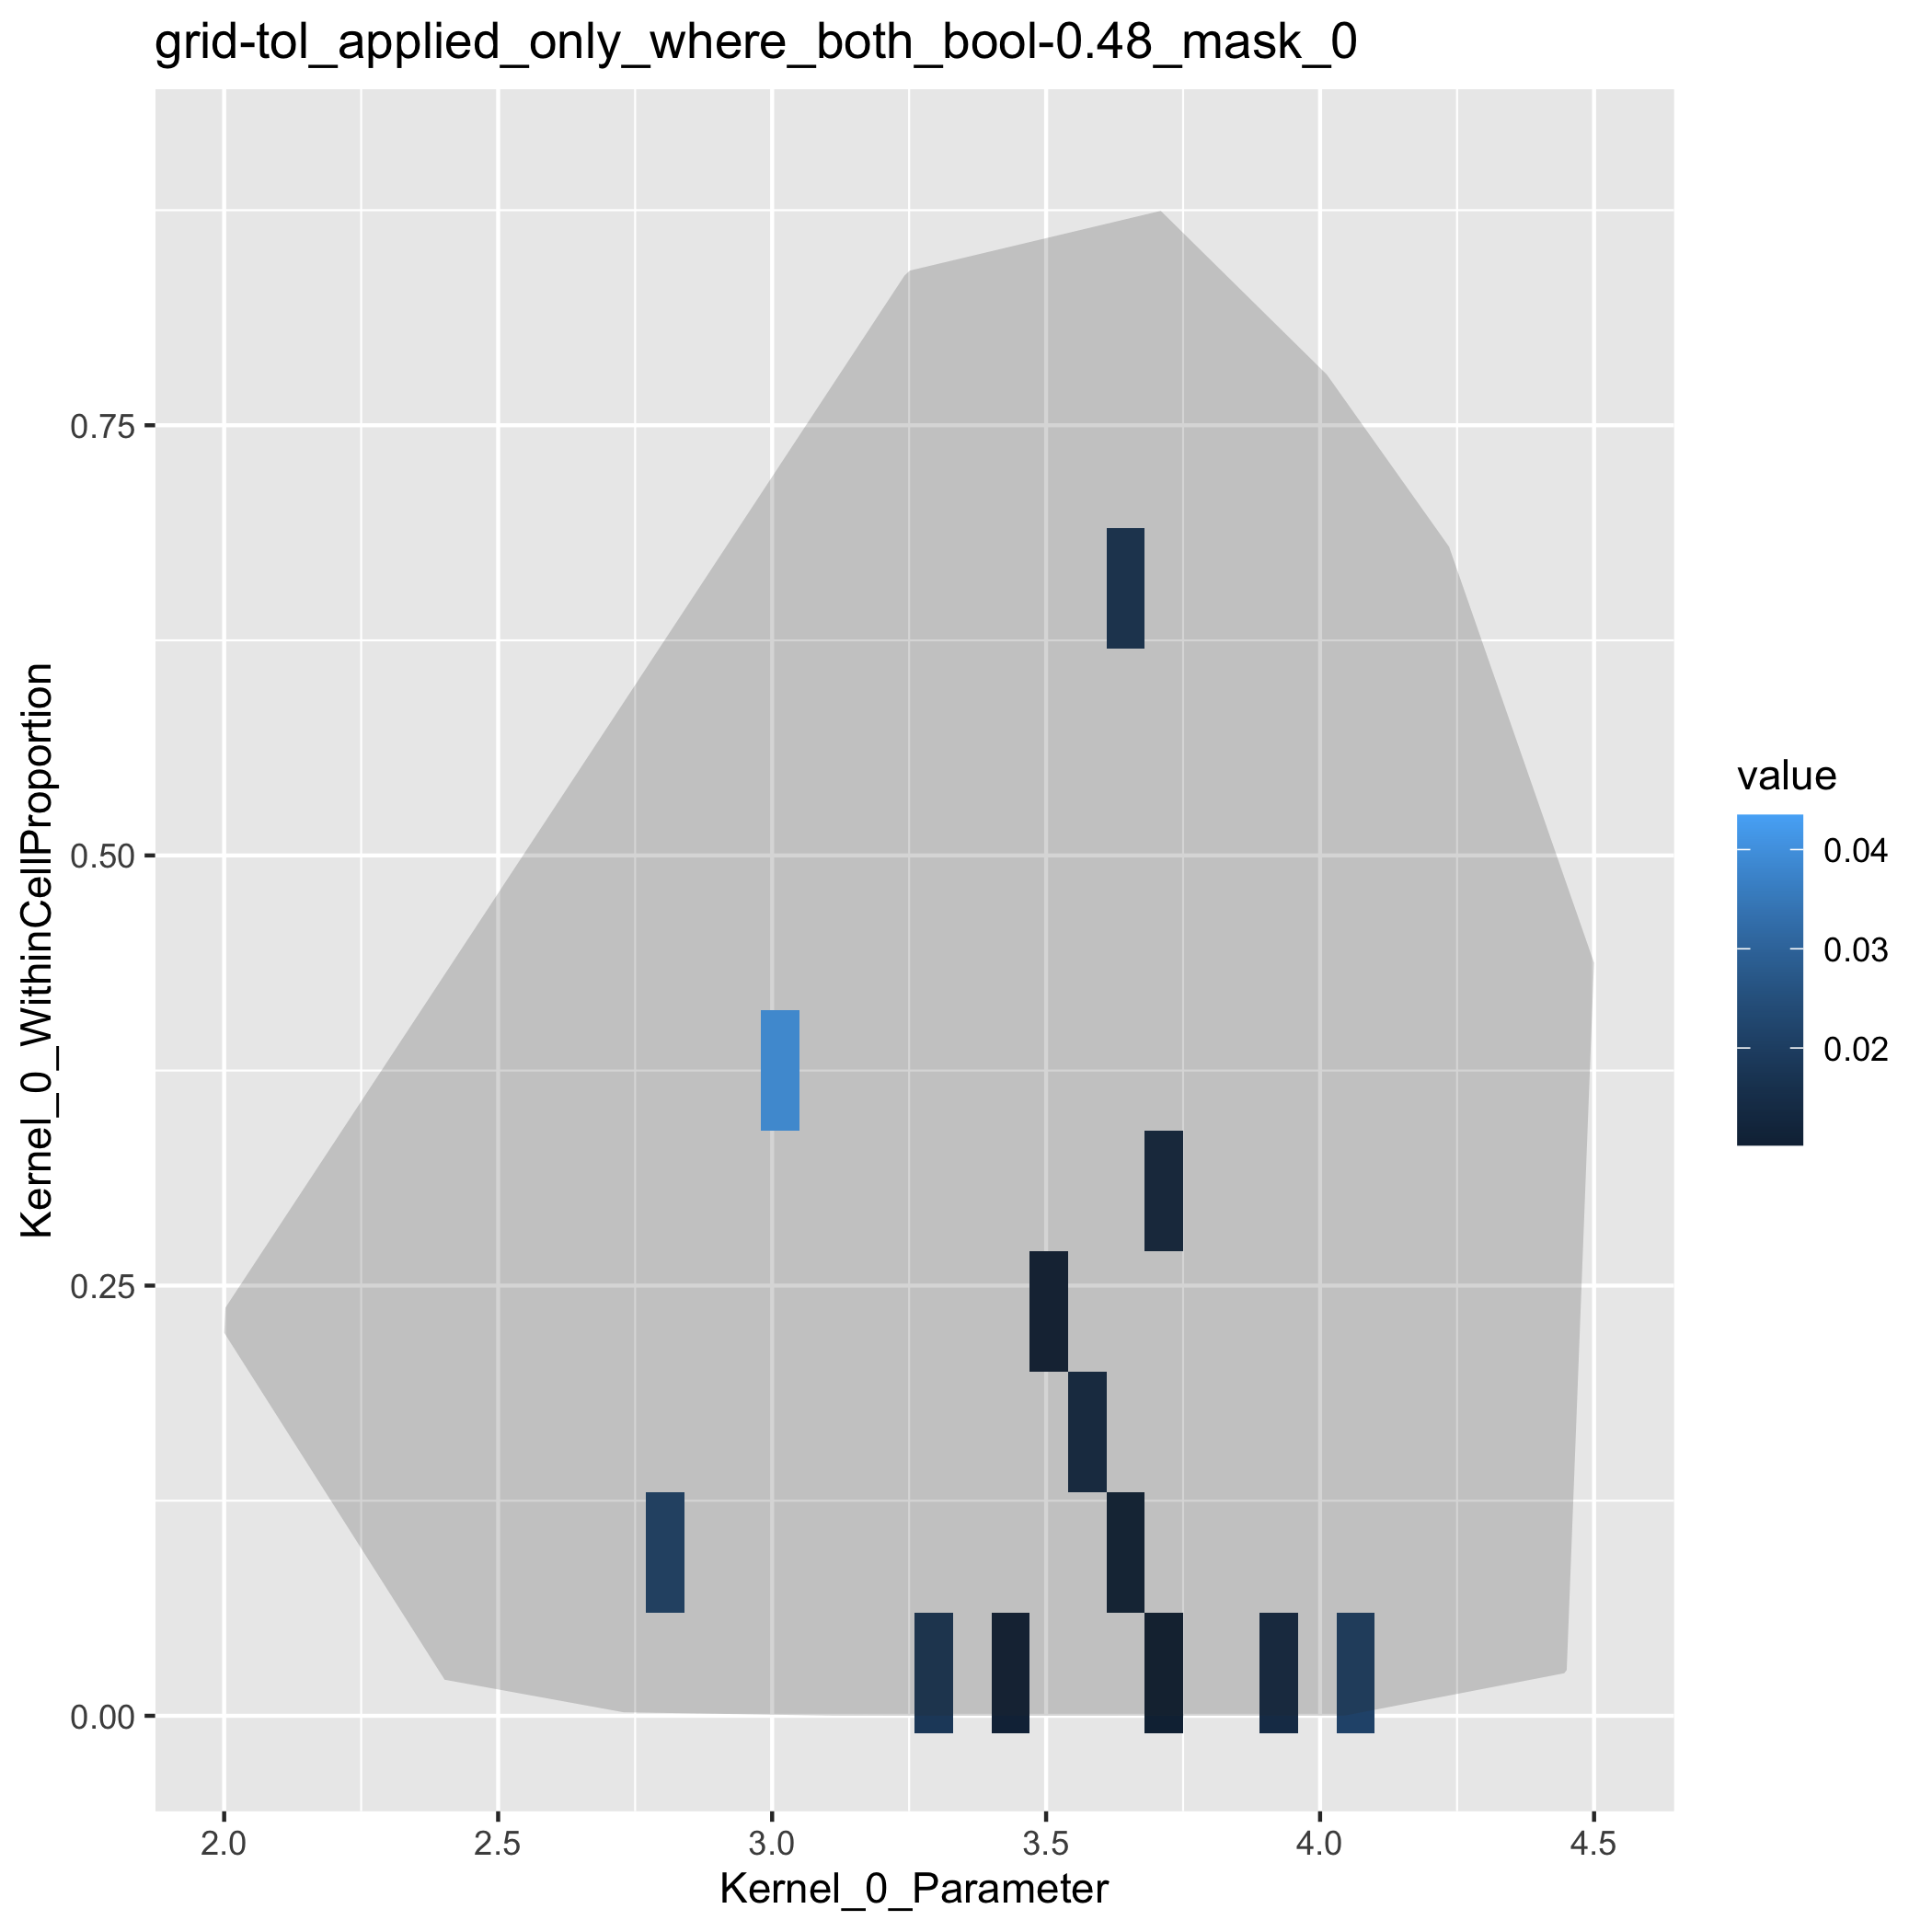 grid-tol_applied_only_where_both_bool-0.48_mask_0
Kernel_0_WithinCellProportion
0.75
0.50
0.25
0.00
2.0 2.5 3.0 3.5 4.0 4.5
Kernel_0_Parameter
value
0.04
0.03
0.02